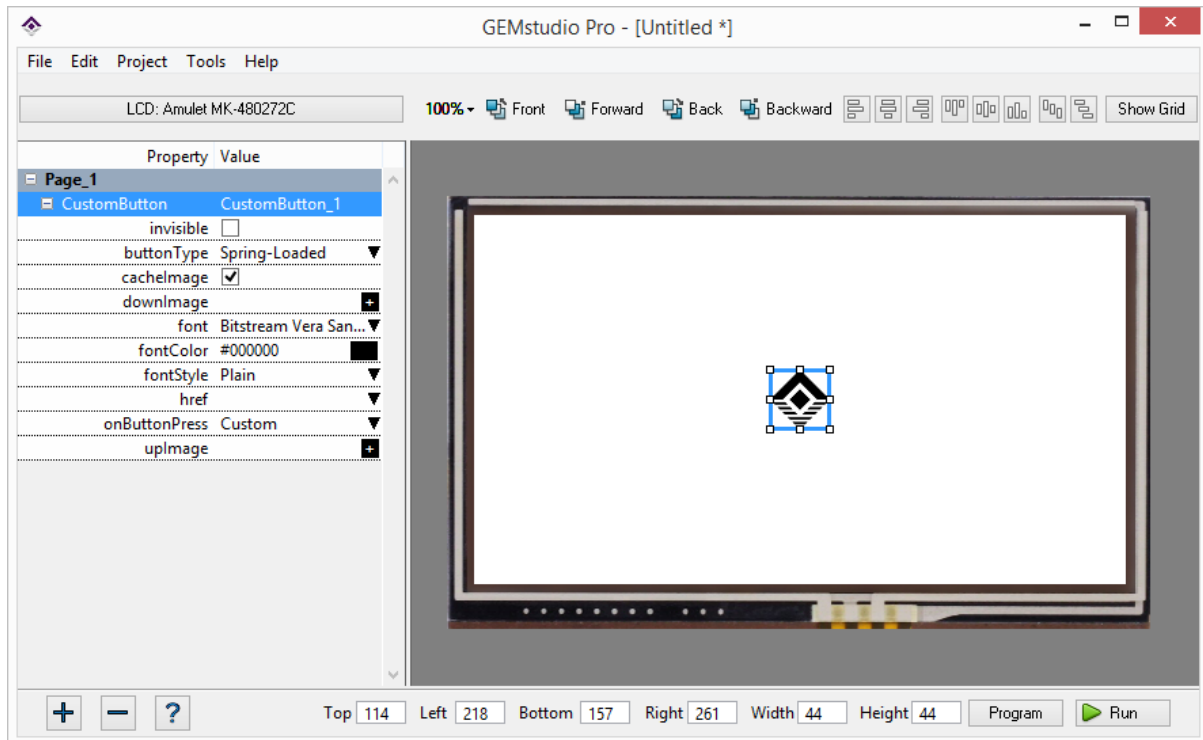 GEMstudio Pro - [Untitled *]
File Edit Project Tools Help
LCD: Amulet MK-480272C 100% Front Forward Back Backward Show Grid
Property Value
Page_1
CustomButton CustomButton_1
invisible
buttonType Spring-Loaded
cacheImage
downImage
font Bitstream Vera San...
fontColor #000000
fontStyle Plain
href
onButtonPress Custom
upImage
Top 114 Left 218 Bottom 157 Right 261 Width 44 Height 44 Program Run